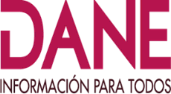 DANE
INFORMACIÓN PARA TODOS